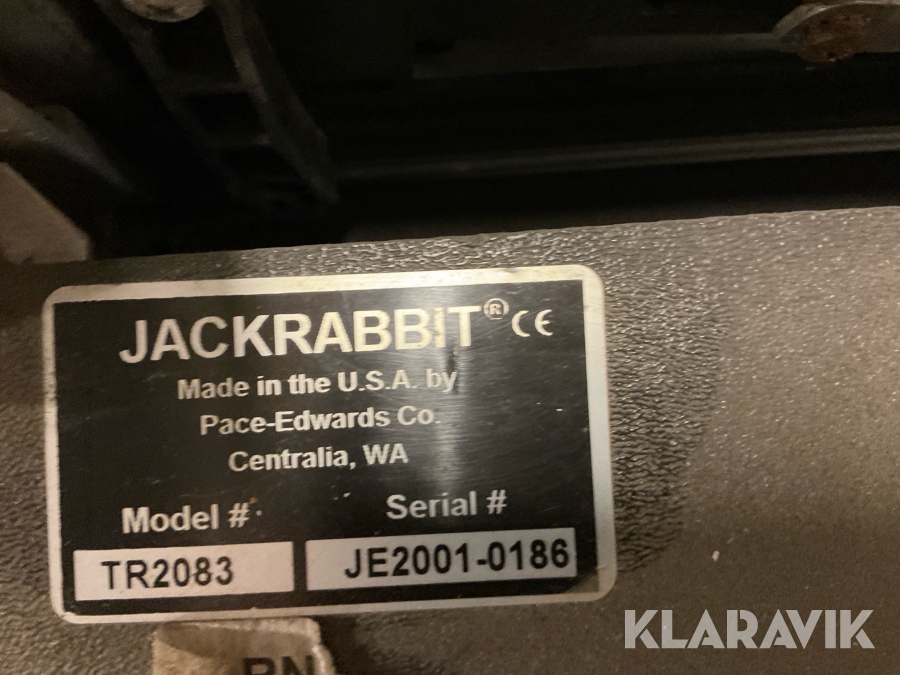 JACKRABBIT® CE
Made in the U.S.A. by
Pace-Edwards Co.
Centralia, WA
Model #
Serial #
TR2083
JE2001-0186
KLARAVIK